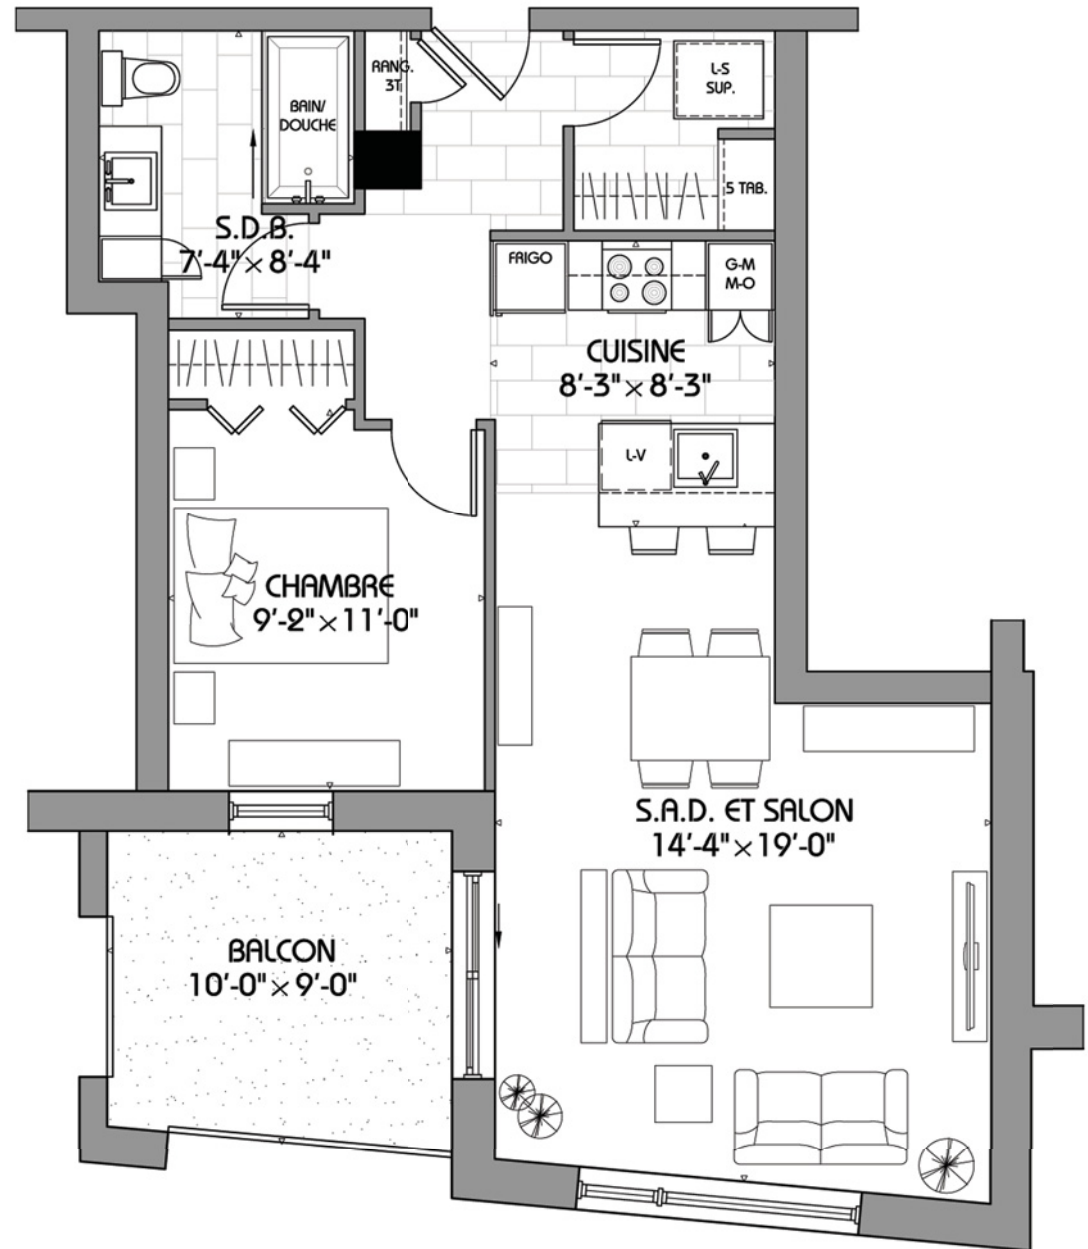 RANG.
3T
BAIN/
DOUCHE
L-S
SUP.
5 TAB.
S.D.B.
7'-4" × 8'-4"
FRIGO
G-M
M-O
CUISINE
8'-3" × 8'-3"
L-V
CHAMBRE
9'-2" × 11'-0"
S.A.D. ET SALON
14'-4" × 19'-0"
BALCON
10'-0" × 9'-0"